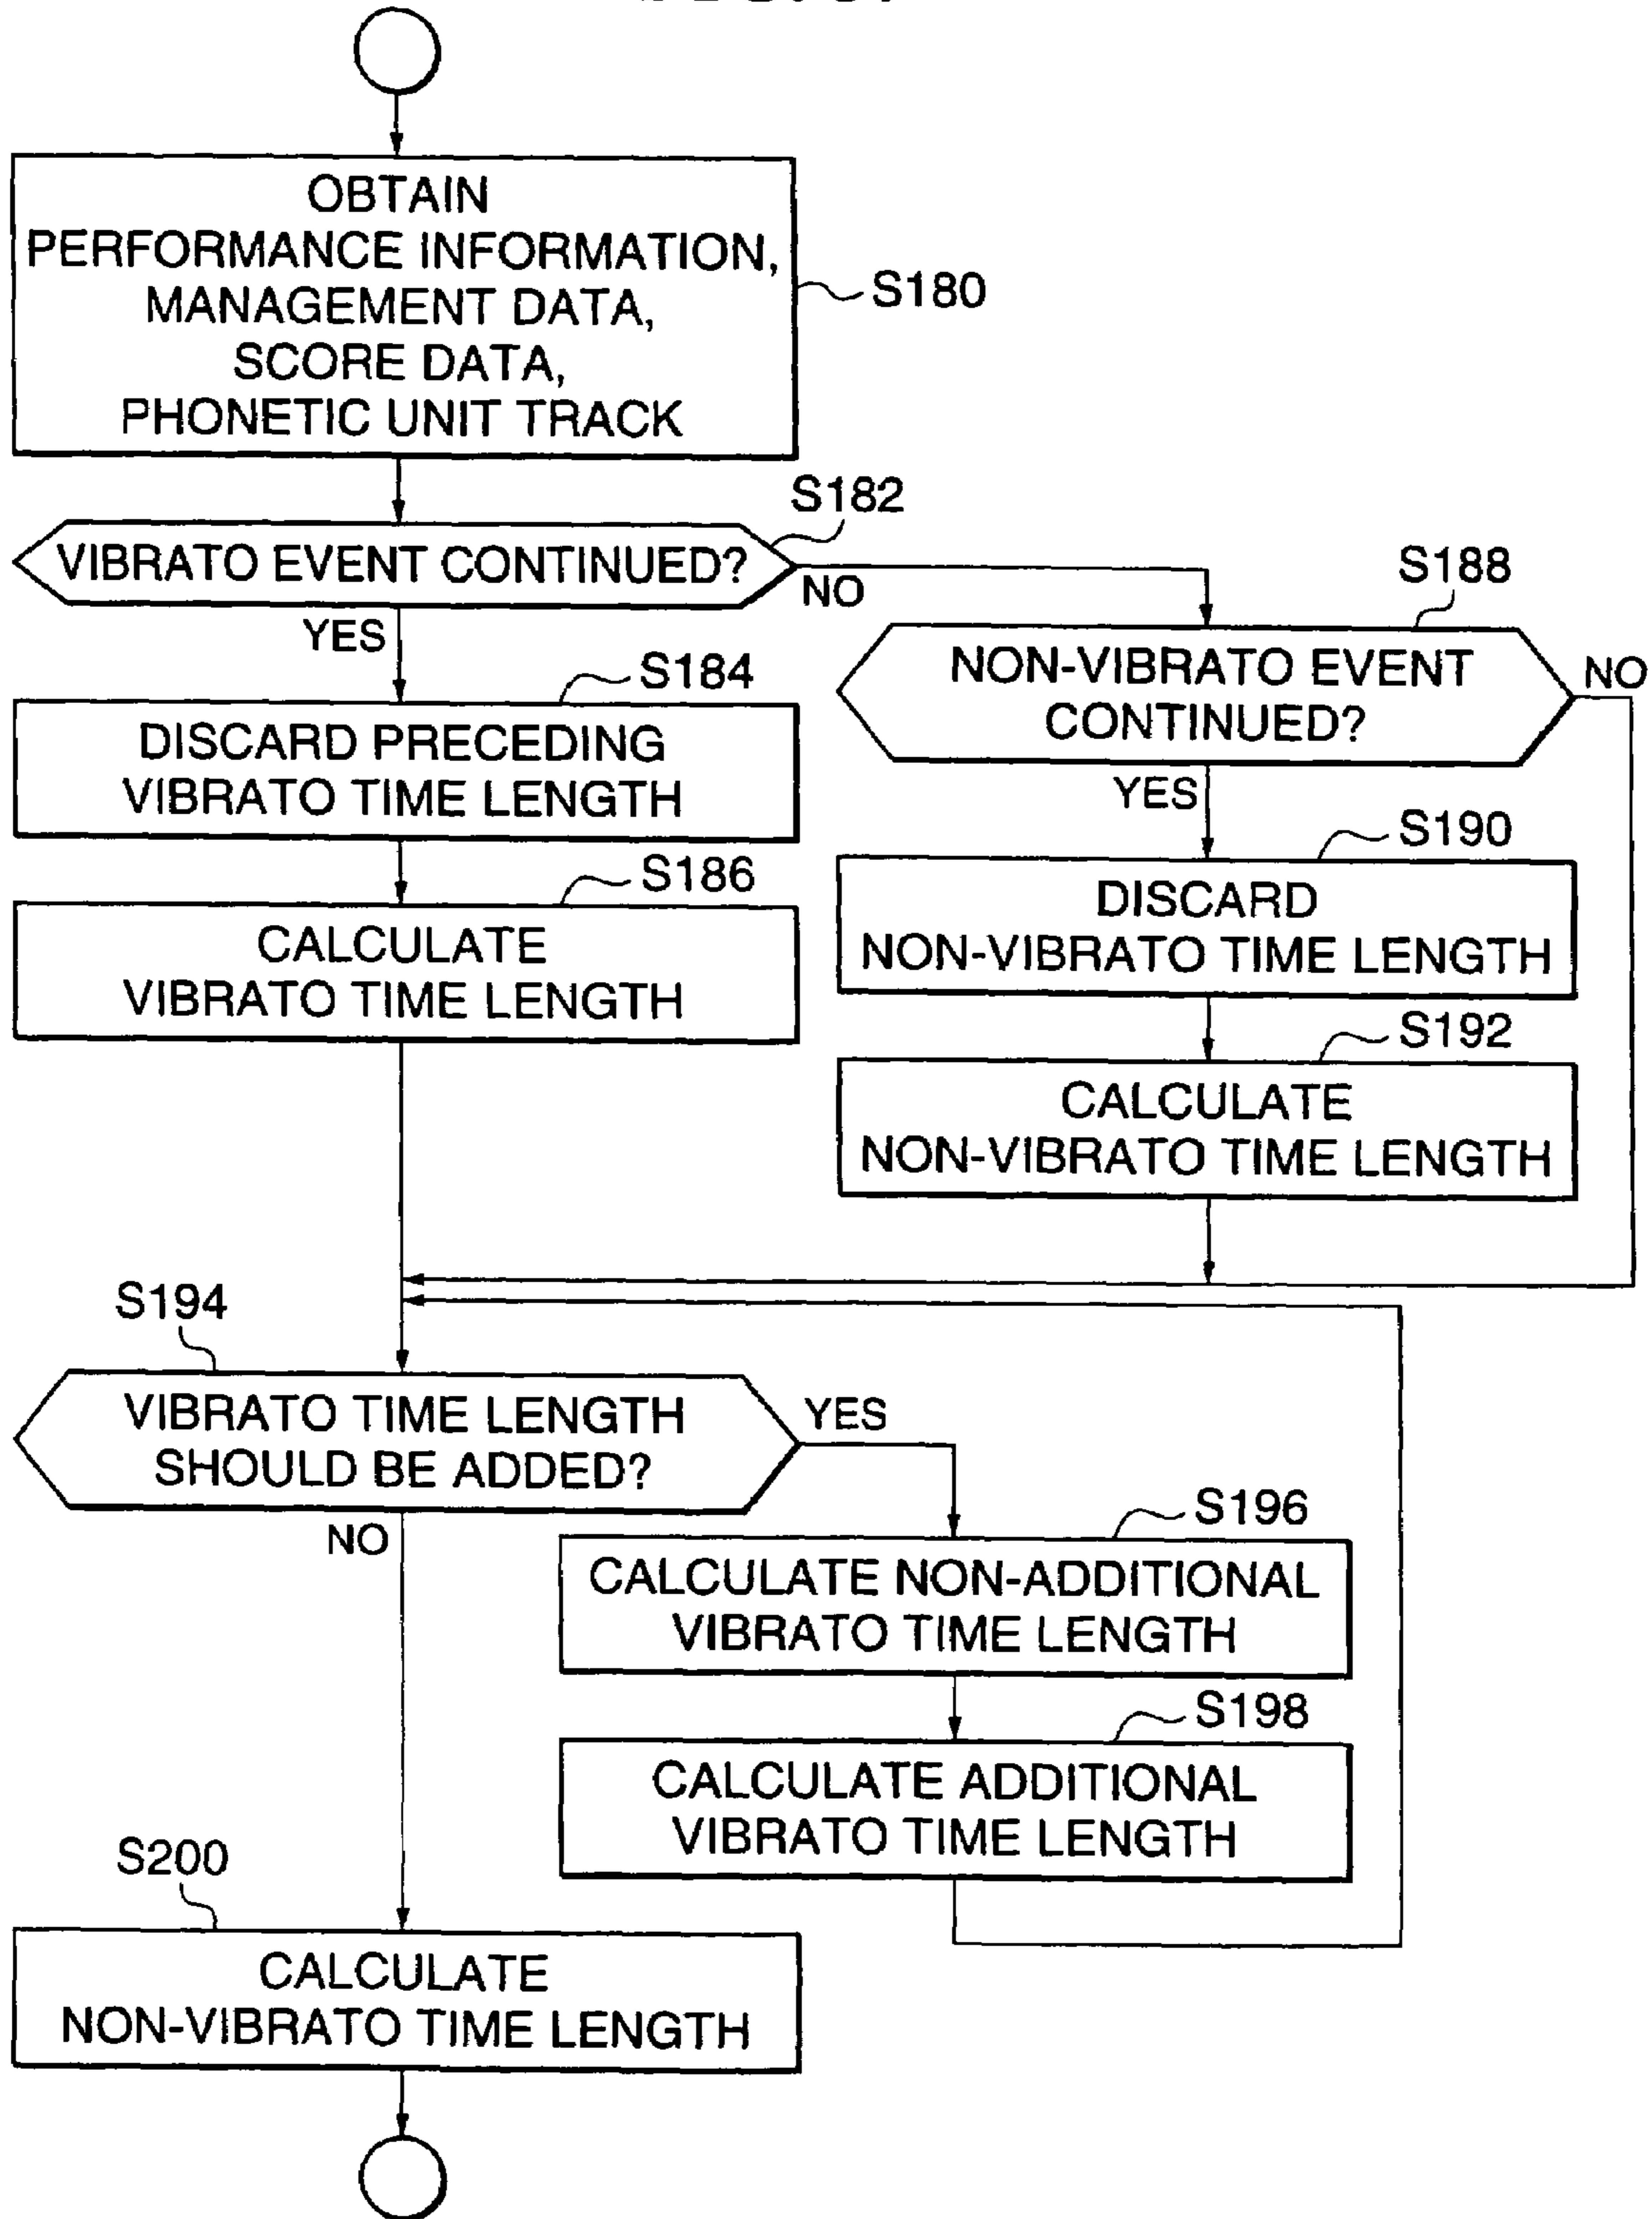 OBTAIN
PERFORMANCE INFORMATION,
MANAGEMENT DATA,
SCORE DATA,
PHONETIC UNIT TRACK
S180
S182
VIBRATO EVENT CONTINUED?
NO
YES
S184
DISCARD PRECEDING
VIBRATO TIME LENGTH
S186
CALCULATE
VIBRATO TIME LENGTH
S188
NON-VIBRATO EVENT
CONTINUED?
NO
YES
S190
DISCARD
NON-VIBRATO TIME LENGTH
S192
CALCULATE
NON-VIBRATO TIME LENGTH
S194
VIBRATO TIME LENGTH
SHOULD BE ADDED?
YES
NO
S196
CALCULATE NON-ADDITIONAL
VIBRATO TIME LENGTH
S198
CALCULATE ADDITIONAL
VIBRATO TIME LENGTH
S200
CALCULATE
NON-VIBRATO TIME LENGTH